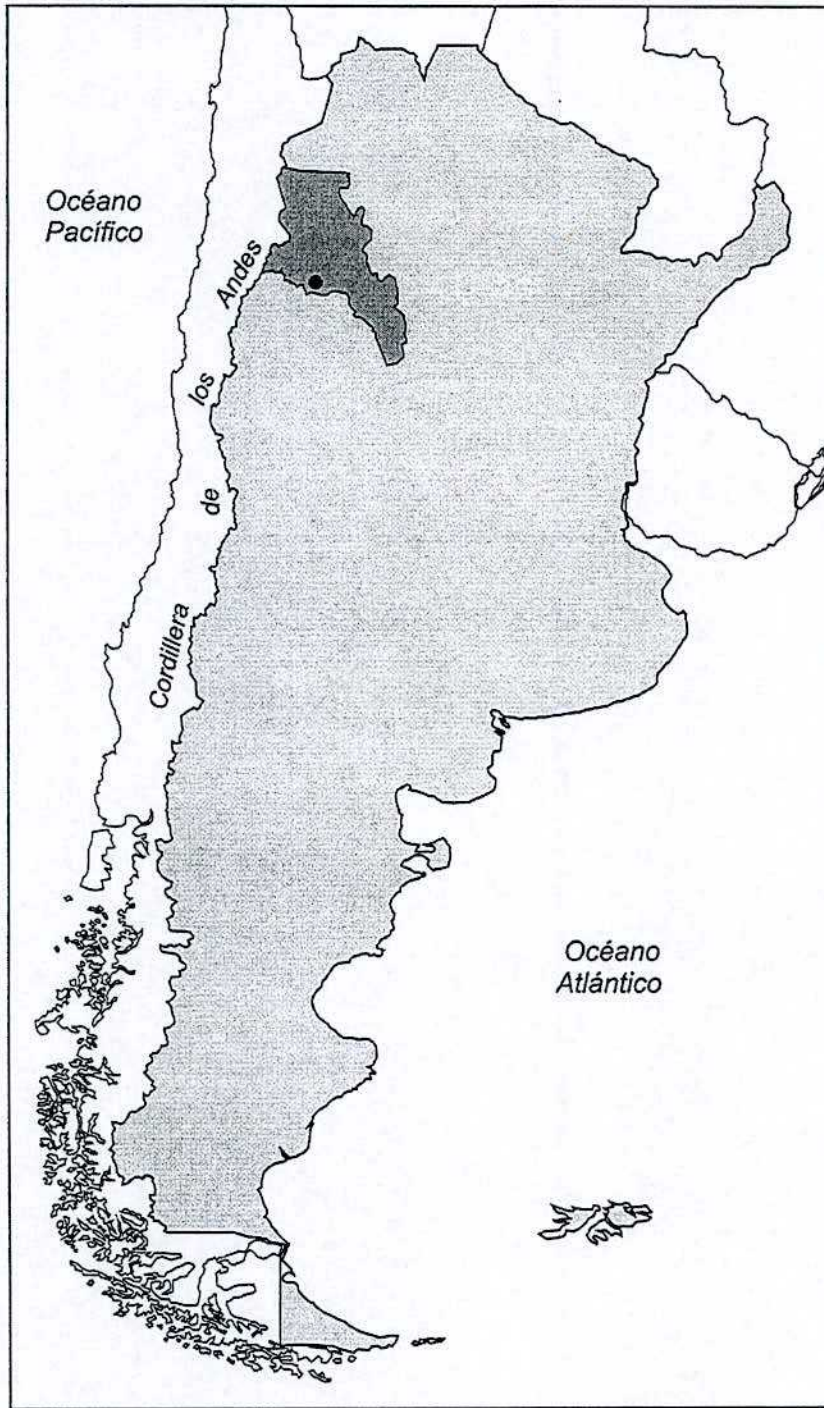 Océano
Pacífico
Andes
los
de
Cordillera
Océano
Atlántico